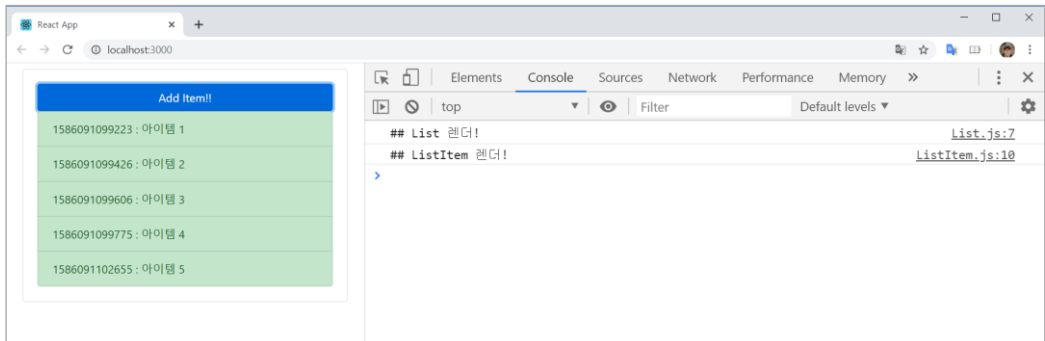 React App
localhost:3000
Add Item!!
1586091099223 : 아이템 1
1586091099426 : 아이템 2
1586091099606 : 아이템 3
1586091099775 : 아이템 4
1586091102655 : 아이템 5
Elements Console Sources Network Performance Memory
top Filter Default levels ▼
## List 렌더! List.js:7
## ListItem 렌더! ListItem.js:10